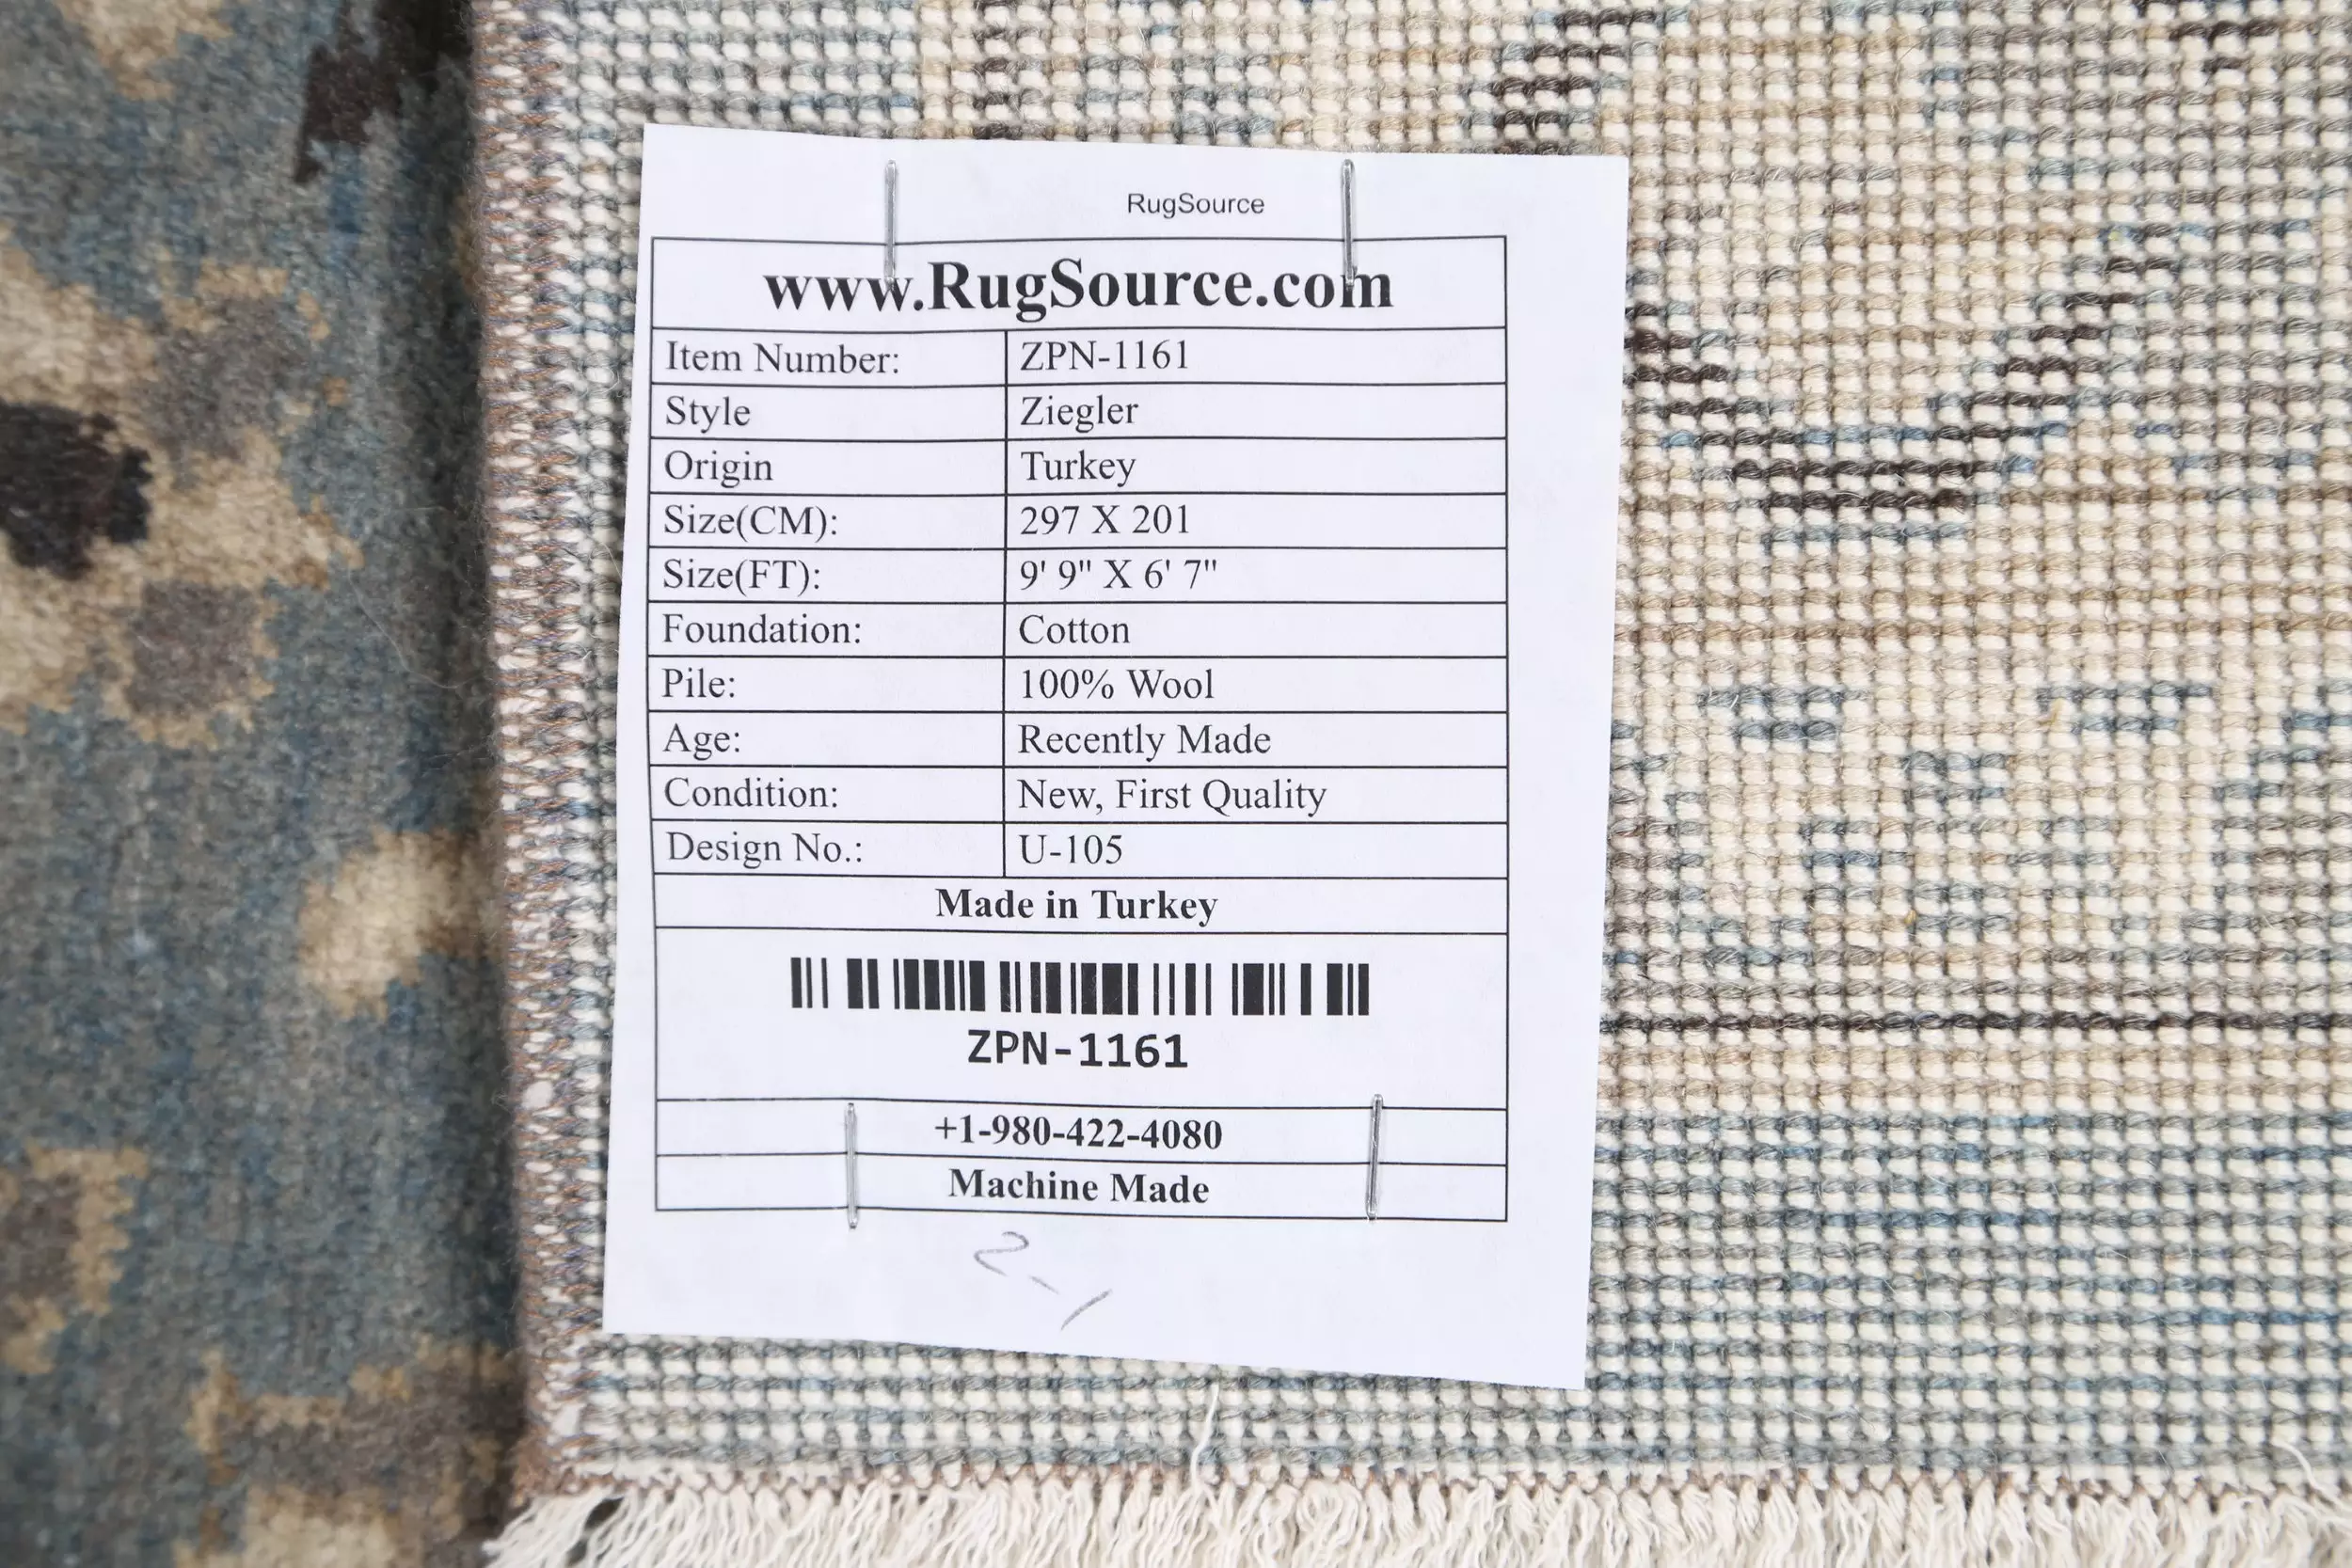 RugSource
www.RugSource.com
Item Number: ZPN-1161
Style Ziegler
Origin Turkey
Size(CM): 297 X 201
Size(FT): 9' 9" X 6' 7"
Foundation: Cotton
Pile: 100% Wool
Age: Recently Made
Condition: New, First Quality
Design No.: U-105
Made in Turkey
ZPN-1161
+1-980-422-4080
Machine Made
2-1